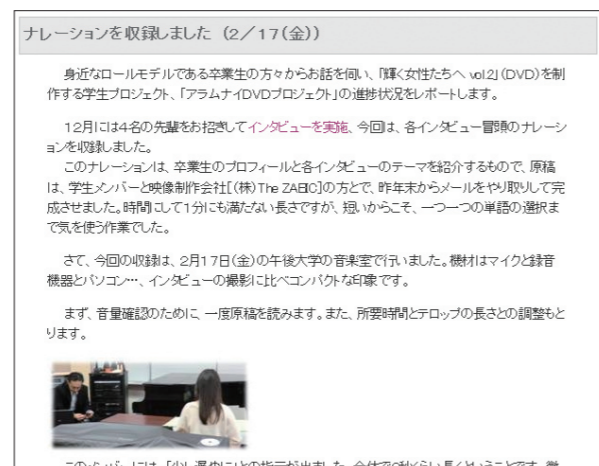 ナレーションを収録しました（2／17（金））
身近なロールモデルである卒業生の方々からお話を伺い、「輝く女性たちへ vol.2」（DVD）を制
作する学生プロジェクト、「アラムナイDVDプロジェクト」の進捗状況をレポートします。
12月には4名の先輩をお招きしてインタビューを実施、今回は、各インタビュー冒頭のナレーシ
ョンを収録しました。
このナレーションは、卒業生のプロフィールと各インタビューのテーマを紹介するもので、原稿
は、学生メンバーと映像制作会社[（株）The ZABIC]の方とで、昨年末からメールをやり取りして完
成させました。時間にして1分にも満たない長さですが、短いからこそ、一つ一つの単語の選択ま
で気を使う作業でした。
さて、今回の収録は、2月17日（金）の午後大学の音楽室で行いました。機材はマイクと録音
機器とパソコン…、インタビューの撮影に比べコンパクトな印象です。
まず、音量確認のために、一度原稿を読みます。また、所要時間とテロップの長さとの調整もと
ります。